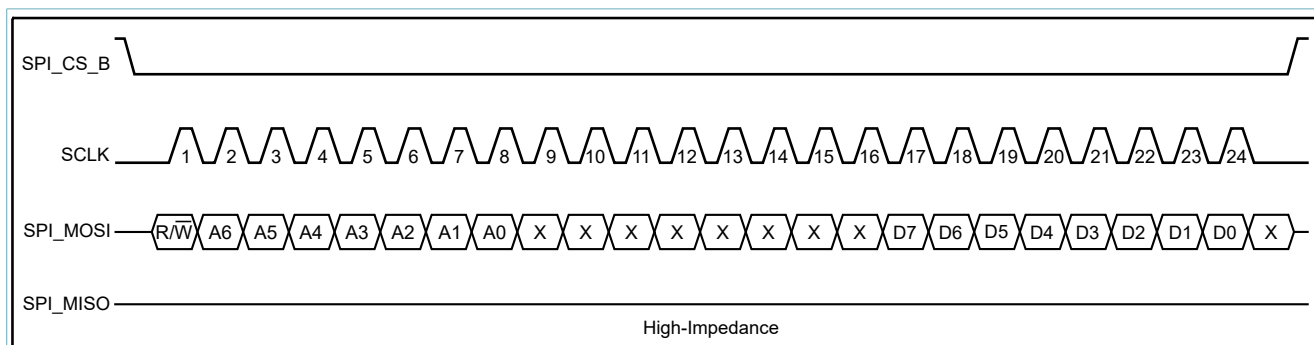 SPI_CS_B
SCLK 1 2 3 4 5 6 7 8 9 10 11 12 13 14 15 16 17 18 19 20 21 22 23 24
SPI_MOSI R/W̅ A6 A5 A4 A3 A2 A1 A0 X X X X X X X X D7 D6 D5 D4 D3 D2 D1 D0 X
SPI_MISO
High-Impedance